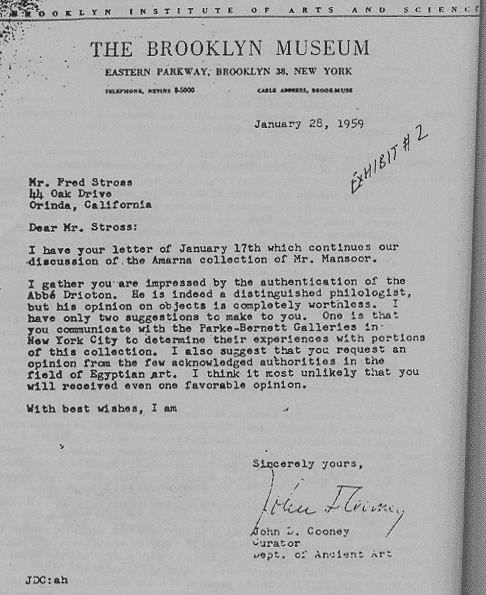 BROOKLYN INSTITUTE OF ARTS AND SCIENC
THE BROOKLYN MUSEUM
EASTERN PARKWAY, BROOKLYN 38, NEW YORK
TELEPHONE, NEVINS 8-5000 CABLE ADDRESS, BROOKMUSE
January 28, 1959
EXHIBIT # 2
Mr. Fred Stross
44 Oak Drive
Orinda, California
Dear Mr. Stross:
I have your letter of January 17th which continues our
discussion of the Amarna collection of Mr. Mansoor.
I gather you are impressed by the authentication of the
Abbé Drioton. He is indeed a distinguished philologist,
but his opinion on objects is completely worthless. I
have only two suggestions to make to you. One is that
you communicate with the Parke-Bernett Galleries in
New York City to determine their experiences with portions
of this collection. I also suggest that you request an
opinion from the few acknowledged authorities in the
field of Egyptian art. I think it most unlikely that you
will received even one favorable opinion.
With best wishes, I am
Sincerely yours,
John D. Cooney
John D. Cooney
Curator
Dept. of Ancient Art
JDC:ah